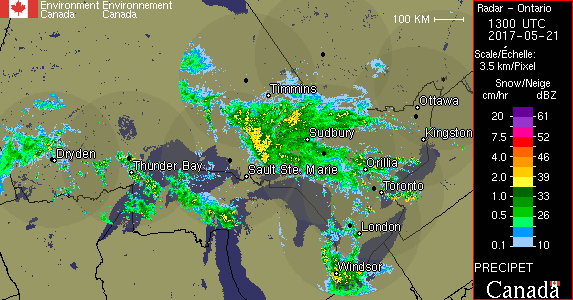 Environment Environnement
Canada Canada
100 KM
Timmins
Ottawa
Sudbury
Kingston
Dryden
Thunder Bay
Sault Ste. Marie
Orillia
Toronto
London
Windsor
Radar - Ontario
1300 UTC
2017-05-21
Scale/Échelle:
3.5 km/Pixel
Snow/Neige
cm/hr dBZ
20 61
10 57
7.5 52
4.0 46
2.0 39
1.0 33
0.5 26
0.1 10
PRECIPET
Canada